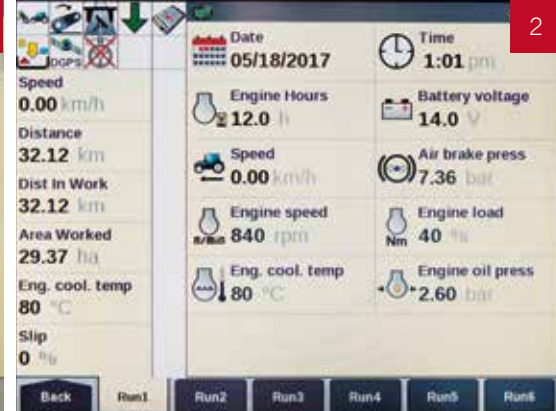 2
DGPS
Speed
0.00 km/h
Distance
32.12 km
Dist In Work
32.12 km
Area Worked
29.37 ha
Eng. cool. temp
80 °C
Slip
0 %
Date
05/18/2017
Time
1:01 pm
Engine Hours
12.0 h
Battery voltage
14.0 V
Speed
0.00 km/h
Air brake press
7.36 bar
Engine speed
n/min 840 rpm
Engine load
Nm 40 %
Eng. cool. temp
80 °C
Engine oil press
2.60 bar
Back Run1 Run2 Run3 Run4 Run5 Run6